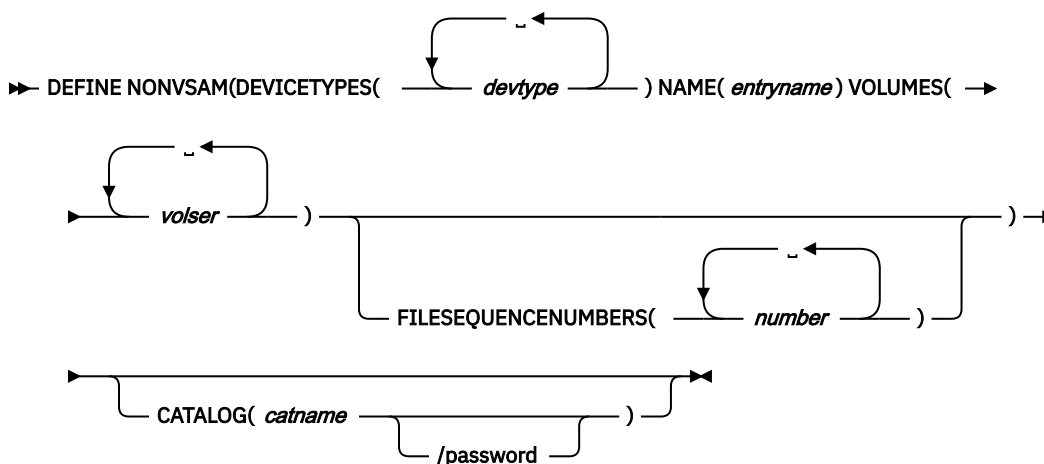 DEFINE NONVSAM(DEVICETYPES( devtype ) NAME( entryname ) VOLUMES(
volser )
)
FILESEQUENCENUMBERS( number )
CATALOG( catname )
/password